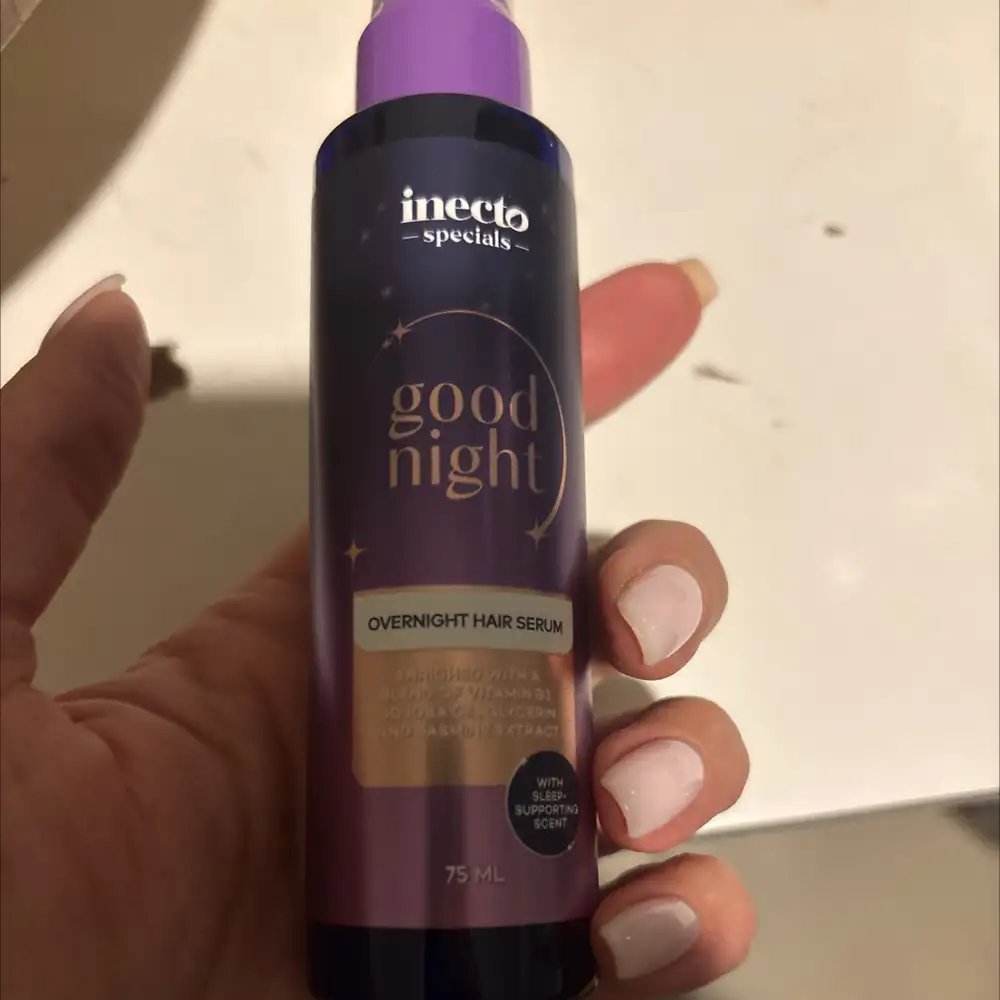 inecto
specials
good
night
OVERNIGHT HAIR SERUM
ENRICHED WITH A
BLEND OF VITAMIN
JOJOBA OIL, GLYCERIN
AND JASMINE EXTRACT
WITH
SLEEP-
SUPPORTING
SCENT
75 ML